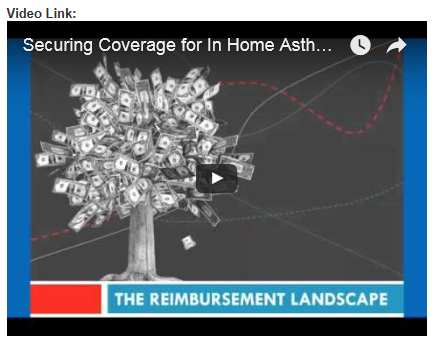 Video Link:
Securing Coverage for In Home Asth...
THE REIMBURSEMENT LANDSCAPE